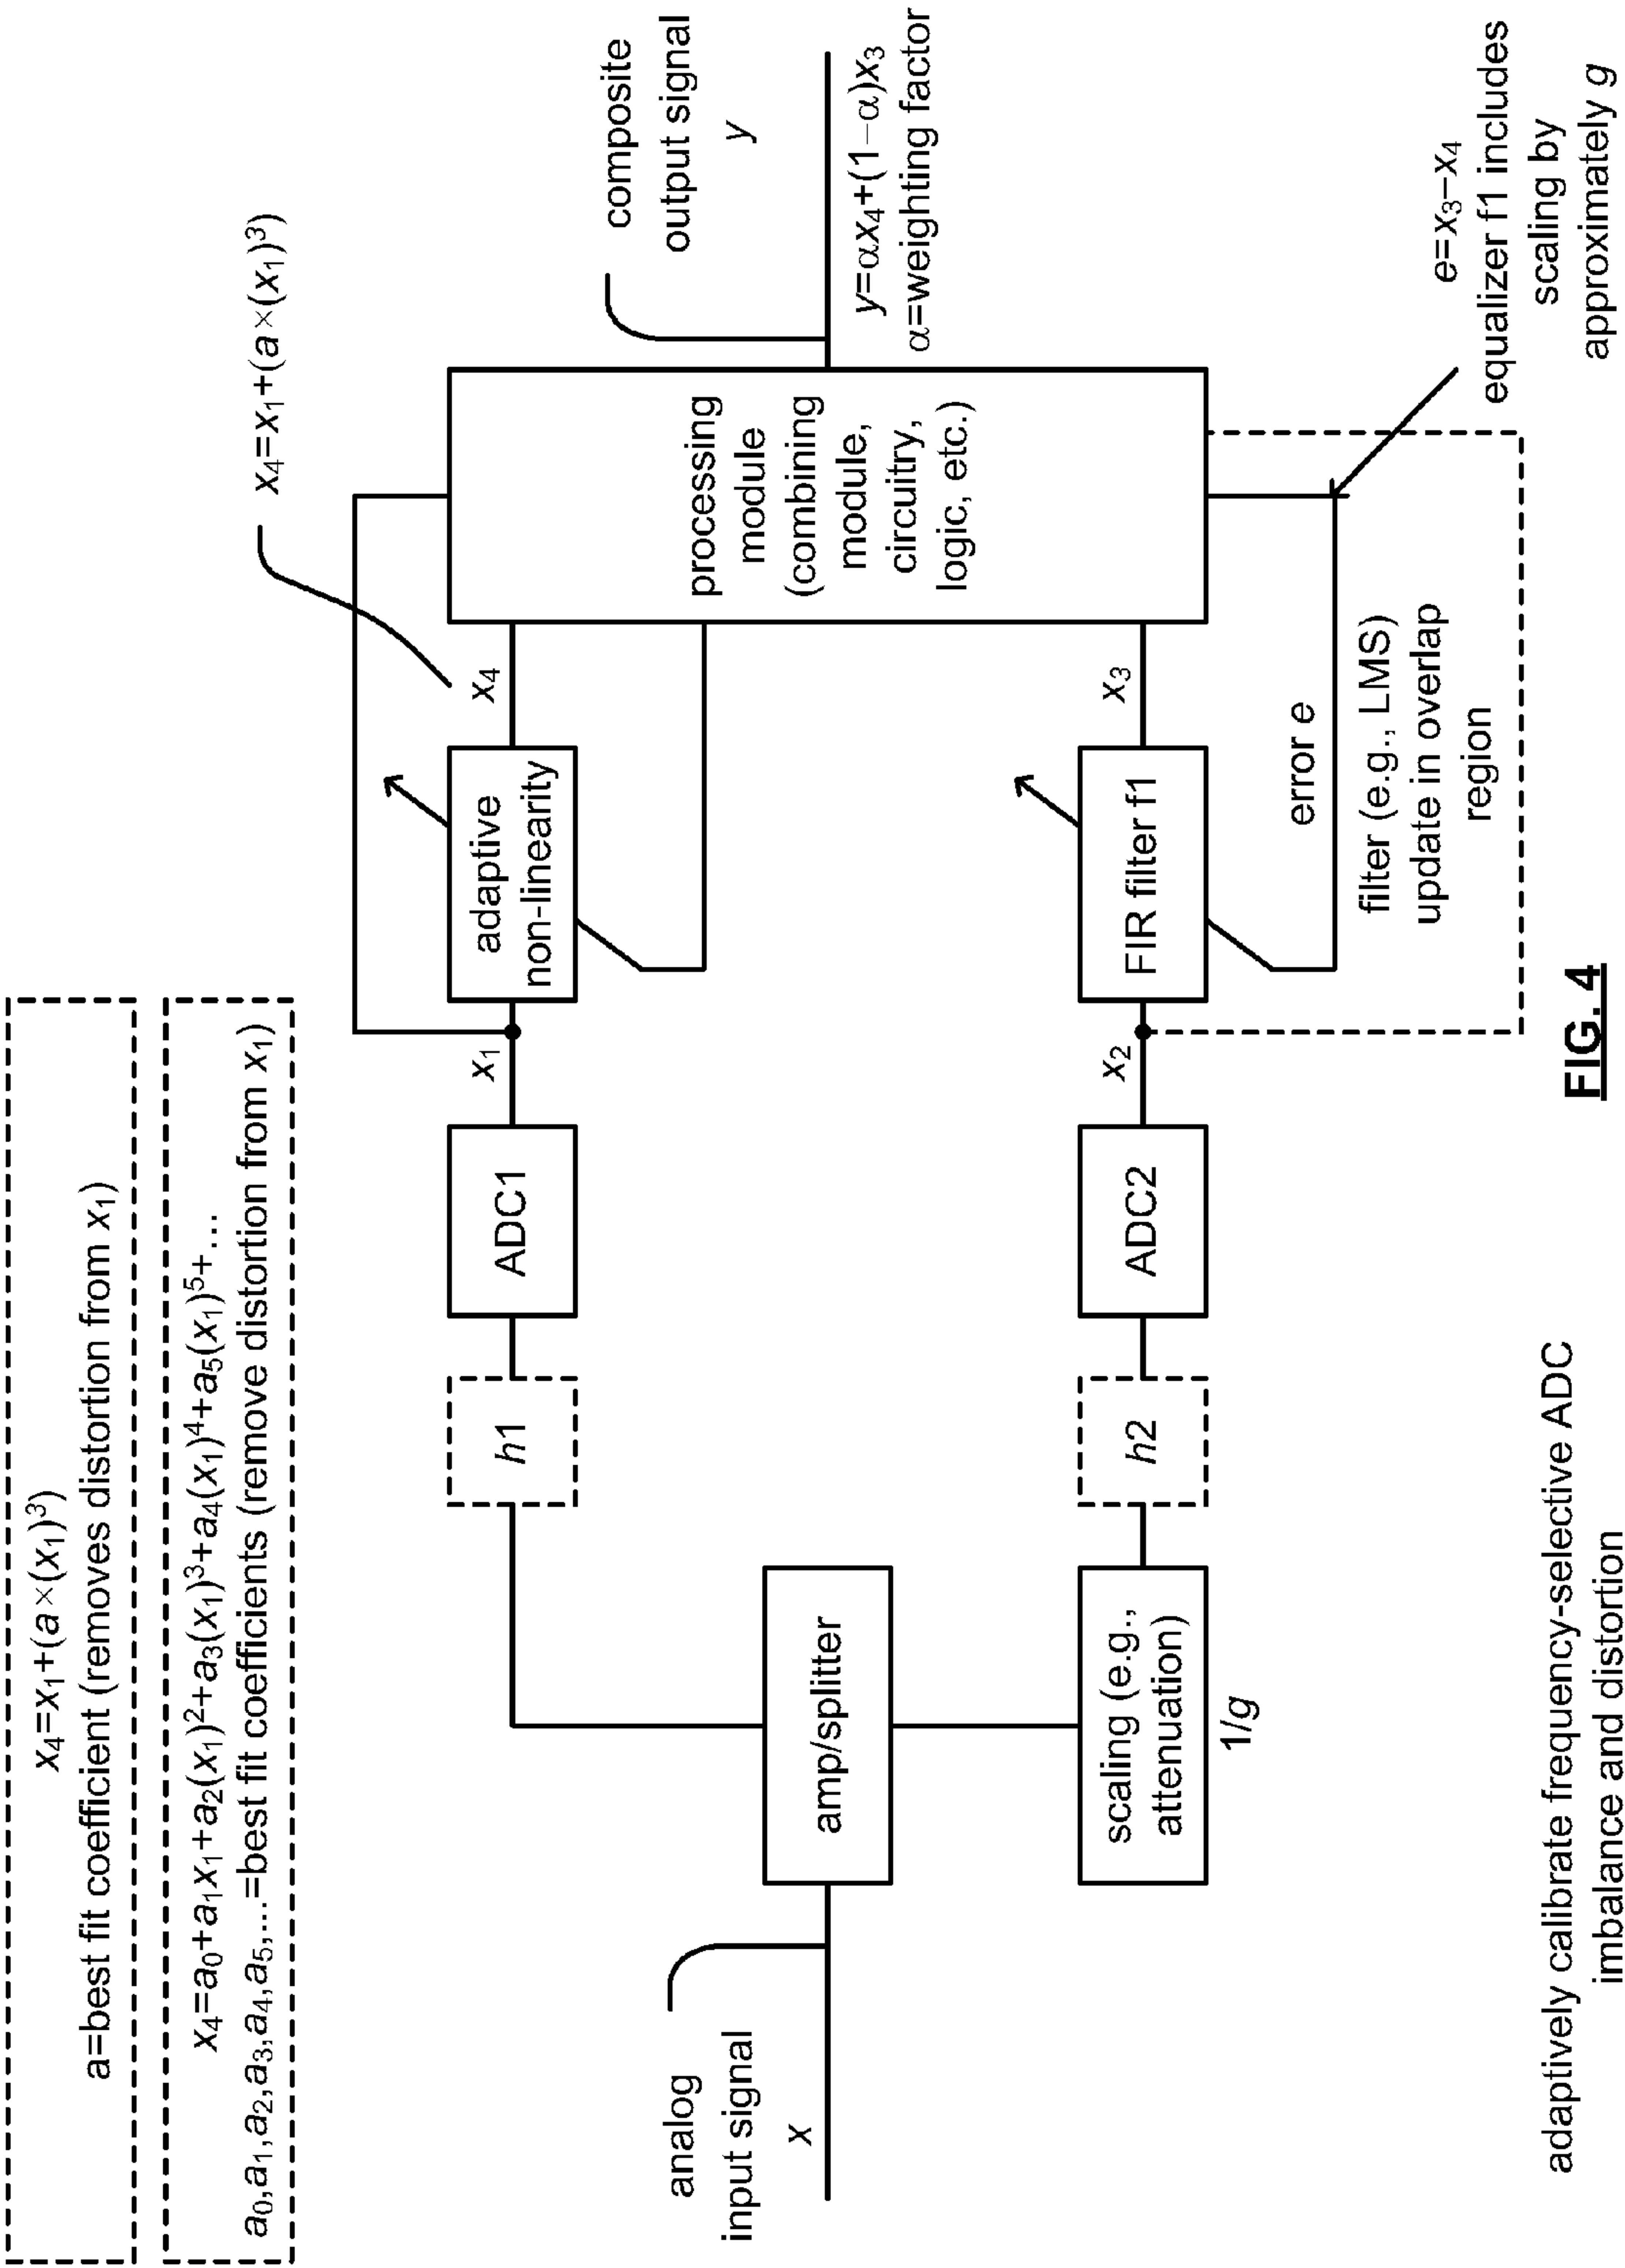 x4=x1+(a×(x1)3)
a=best fit coefficient (removes distortion from x1)
x4=a0+a1x1+a2(x1)2+a3(x1)3+a4(x1)4+a5(x1)5+...
a0,a1,a2,a3,a4,a5,...=best fit coefficients (remove distortion from x1)
analog
input signal
x
amp/splitter
scaling (e.g.,
attenuation)
1/g
h1
h2
ADC1
ADC2
x1
x2
adaptive
non-linearity
FIR filter f1
x4
x3
x4=x1+(a×(x1)3)
error e
filter (e.g., LMS)
update in overlap
region
processing
module
(combining
module,
circuitry,
logic, etc.)
composite
output signal
y
y=αx4+(1−α)x3
α=weighting factor
e=x3−x4
equalizer f1 includes
scaling by
approximately g
adaptively calibrate frequency-selective ADC
imbalance and distortion
FIG. 4